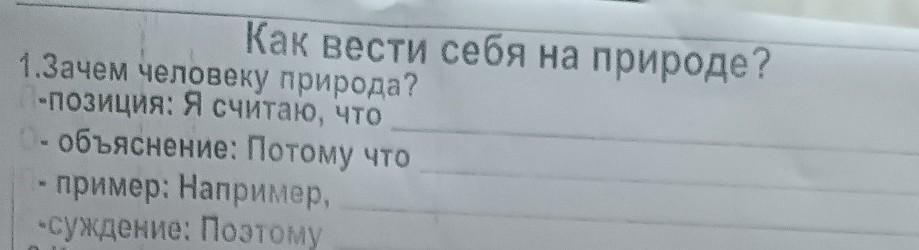 Как вести себя на природе?
1.Зачем человеку природа?
-позиция: Я считаю, что
- объяснение: Потому что
- пример: Например,
-суждение: Поэтому